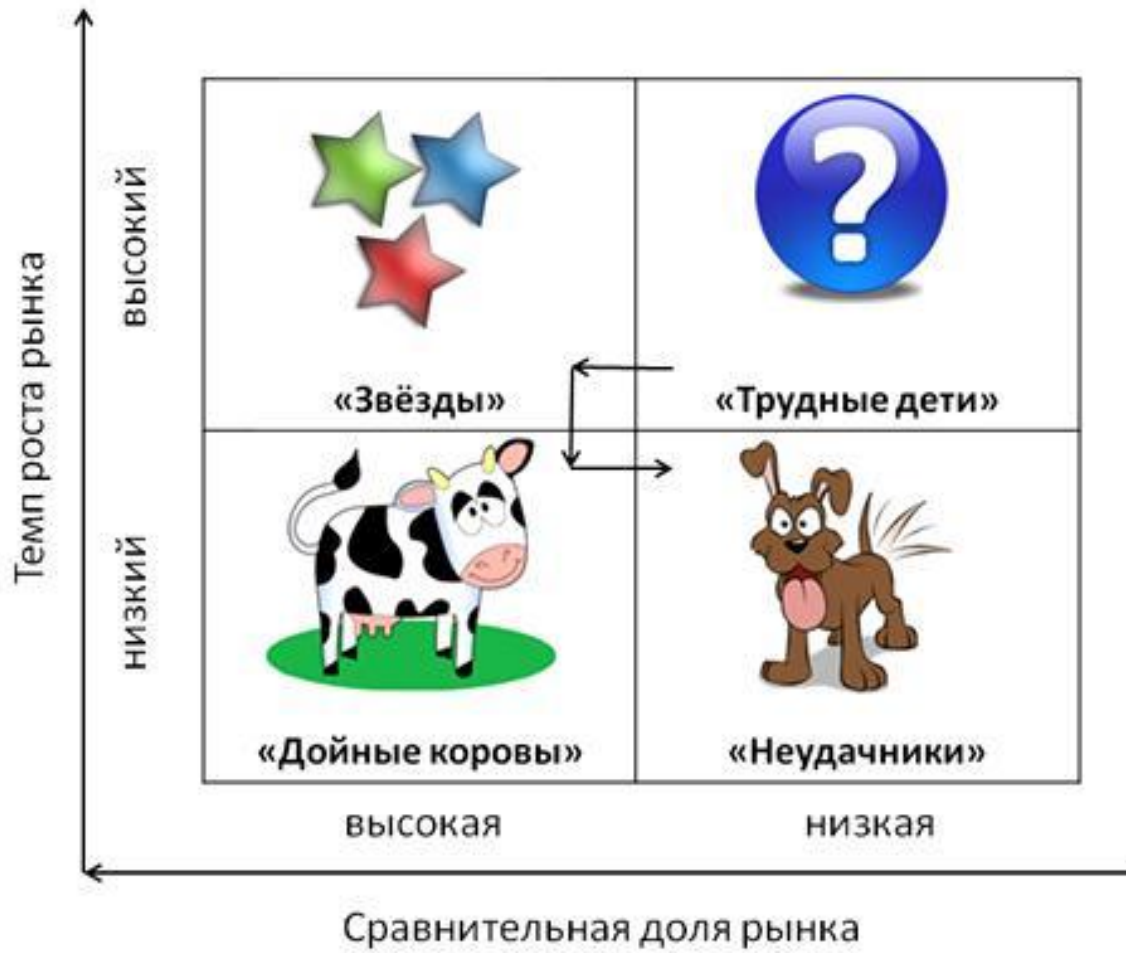 Темп роста рынка
высокий
низкий
«Звёзды»
«Трудные дети»
«Дойные коровы»
«Неудачники»
высокая
низкая
Сравнительная доля рынка